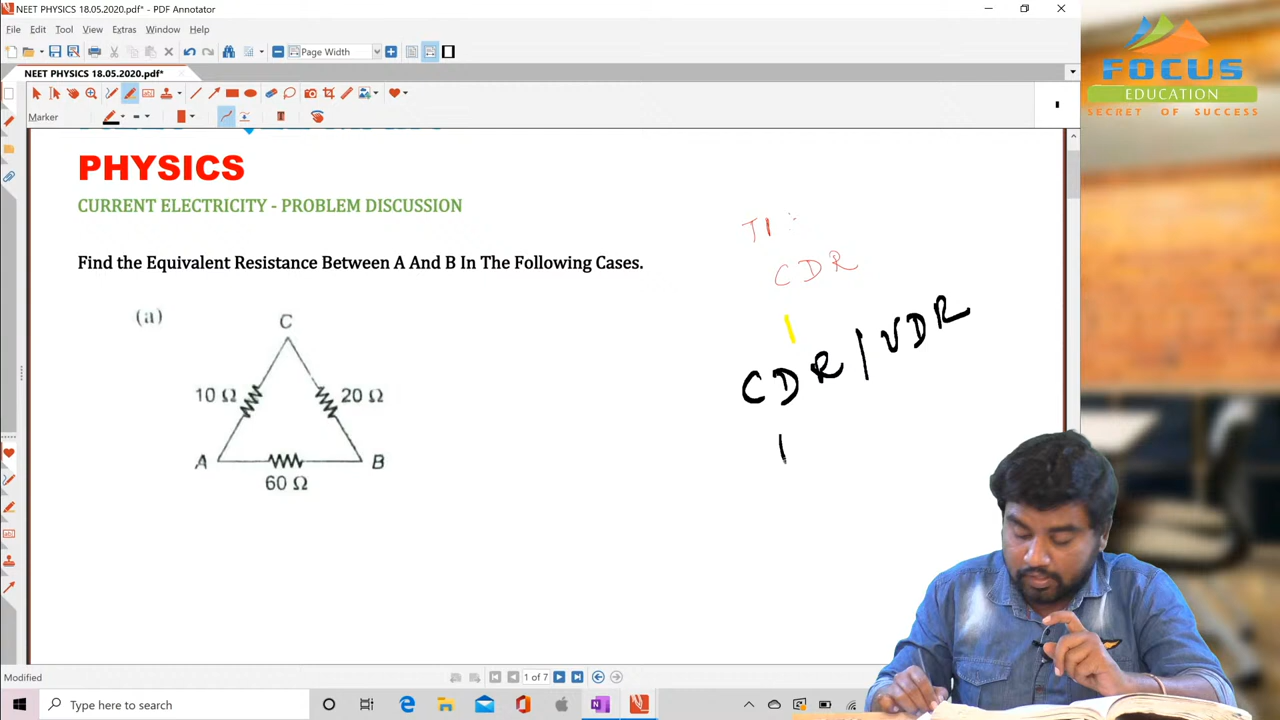 NEET PHYSICS 18.05.2020.pdf* - PDF Annotator
File Edit Tool View Extras Window Help
Page Width
NEET PHYSICS 18.05.2020.pdf*
Marker
FOCUS
EDUCATION
SECRET OF SUCCESS
PHYSICS
CURRENT ELECTRICITY - PROBLEM DISCUSSION
Find the Equivalent Resistance Between A And B In The Following Cases.
(a)
C
10 Ω
20 Ω
A
B
60 Ω
CDR
CDR / VDR
Modified
1 of 7
Type here to search